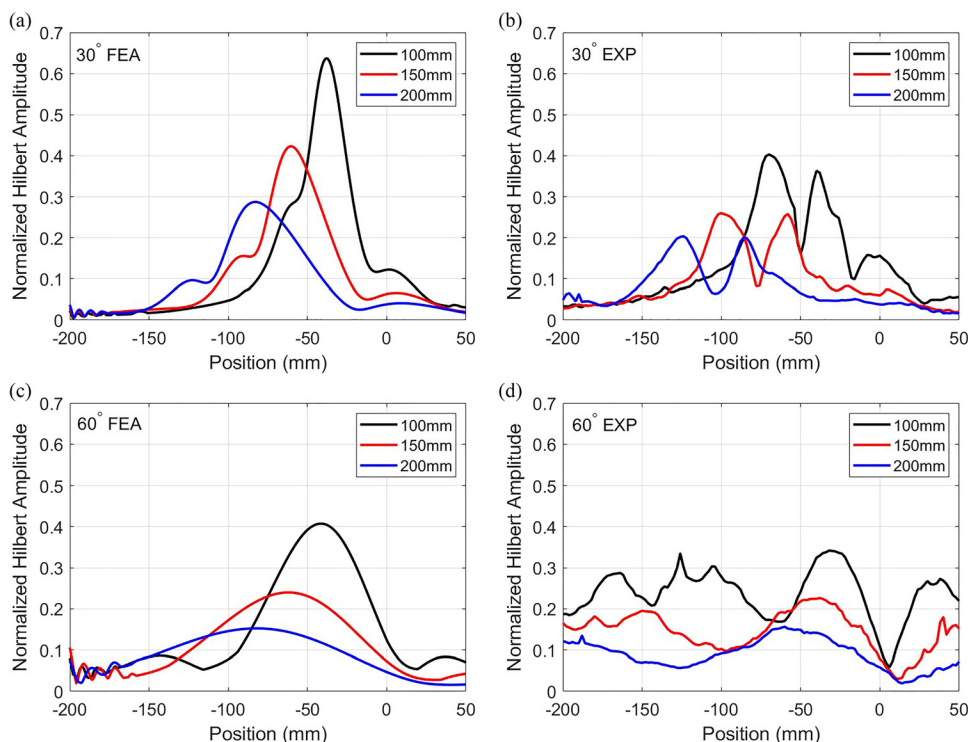 (a)
30° FEA
100mm
150mm
200mm
Normalized Hilbert Amplitude
0.7
0.6
0.5
0.4
0.3
0.2
0.1
0
-200 -150 -100 -50 0 50
Position (mm)
(b)
30° EXP
100mm
150mm
200mm
Normalized Hilbert Amplitude
0.7
0.6
0.5
0.4
0.3
0.2
0.1
0
-200 -150 -100 -50 0 50
Position (mm)
(c)
60° FEA
100mm
150mm
200mm
Normalized Hilbert Amplitude
0.7
0.6
0.5
0.4
0.3
0.2
0.1
0
-200 -150 -100 -50 0 50
Position (mm)
(d)
60° EXP
100mm
150mm
200mm
Normalized Hilbert Amplitude
0.7
0.6
0.5
0.4
0.3
0.2
0.1
0
-200 -150 -100 -50 0 50
Position (mm)